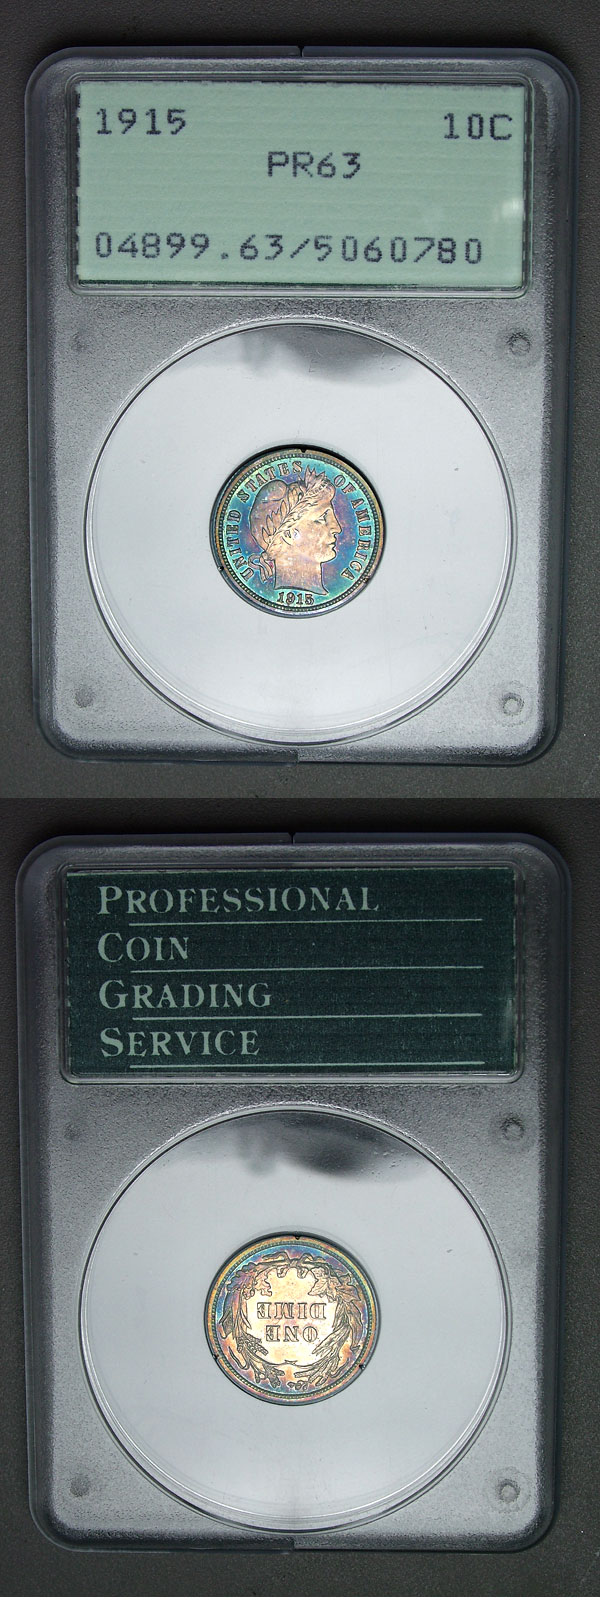 1915 10C
PR63
04899.63/5060780
UNITED STATES OF AMERICA
1915
PROFESSIONAL
COIN
GRADING
SERVICE
ONE
DIME